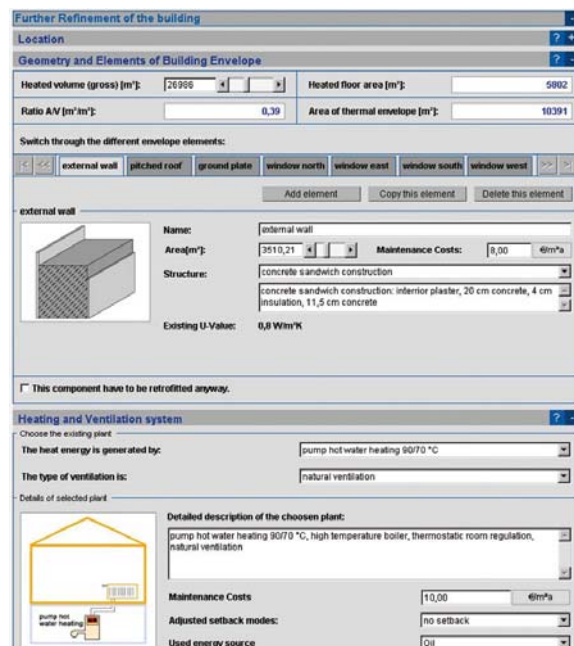 Further Refinement of the building -
Location ? +
Geometry and Elements of Building Envelope ? -
Heated volume (gross) [m³]: 26986 Heated floor area [m²]: 5802
Ratio A/V [m²/m³]: 0,39 Area of thermal envelope [m²]: 10391
Switch through the different envelope elements:
< << external wall pitched roof ground plate window north window east window south window west >> >|
Add element Copy this element Delete this element
external wall
Name: external wall
Area[m²]: 3510,21 Maintenance Costs: 8,00 €/m²a
Structure: concrete sandwich construction
concrete sandwich construction: interrior plaster, 20 cm concrete, 4 cm
insulation, 11,5 cm concrete
Existing U-Value: 0,8 W/m²K
This component have to be retrofitted anyway.
Heating and Ventilation system ? -
Choose the existing plant
The heat energy is generated by: pump hot water heating 90/70 °C
The type of ventilation is: natural ventilation
Details of selected plant
Detailed description of the choosen plant:
pump hot water heating 90/70 °C, high temperature boiler, thermostatic room regulation,
natural ventilation
pump hot
water heating
Maintenance Costs 10,00 €/m²a
Adjusted setback modes: no setback
Used energy source Oil